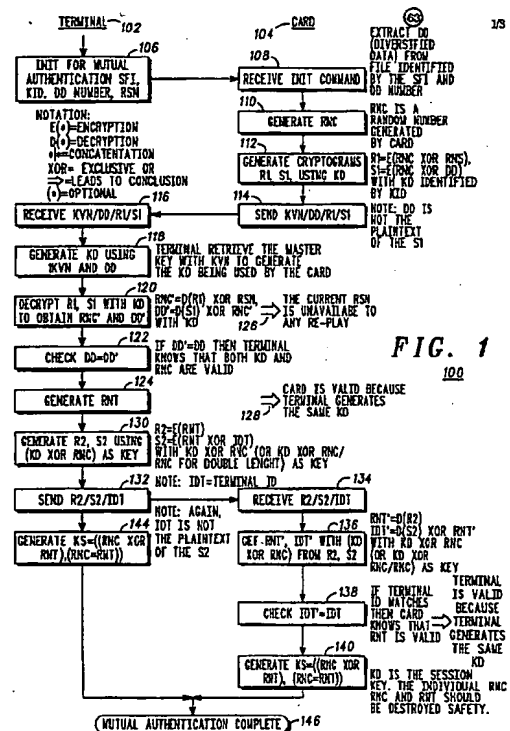 TERMINAL
102
104
CARD
63
1/3
106
INIT FOR MUTUAL
AUTHENTICATION SFI,
KID, DD NUMBER, RSN
108
RECEIVE INIT COMMAND
EXTRACT DD
(DIVERSIFIED
DATA) FROM
FILE IDENTIFIED
BY THE SFI AND
DD NUMBER
NOTATION:
E(•)=ENCRYPTION
D(•)=DECRYPTION
XOR= EXCLUSIVE OR
=LEADS TO CONCLUSION
(•)=OPTIONAL
110
GENERATE RNC
RNC IS A
RANDOM NUMBER
GENERATED
BY CARD
112
GENERATE CRYPTOGRAMS
R1, S1, USING KD
R1=E(RNC XOR RNS),
S1=E(RNC XOR DD)
WITH KD IDENTIFIED
BY KID
116
RECEIVE KVN/DD/R1/S1
114
SEND KVN/DD/R1/S1
NOTE: DD IS
NOT THE
PLAINTEXT
OF THE S1
118
GENERATE KD USING
KVN AND DD
TERMINAL RETRIEVE THE MASTER
KEY WITH KVN TO GENERATE
THE KD BEING USED BY THE CARD
120
DECRYPT R1, S1 WITH KD
TO OBTAIN RNC' AND DD'
RNC'=D(R1) XOR RSN,
DD'=D(S1) XOR RNC'
WITH KD
126
THE CURRENT RSN
IS UNAVAILABE TO
ANY RE-PLAY
122
CHECK DD=DD'
IF DD'=DD THEN TERMINAL
KNOWS THAT BOTH KD AND
RNC ARE VALID
FIG. 1
100
124
GENERATE RNT
128
CARD IS VALID BECAUSE
TERMINAL GENERATES
THE SAME KD
130
GENERATE R2, S2 USING
(KD XOR RNC) AS KEY
R2=E(RNT)
S2=E(RNT XOR IDT)
WITH KD XOR RNC' (OR KD XOR RNC/
RNC FOR DOUBLE LENGHT) AS KEY
132
SEND R2/S2/IDT
NOTE: IDT=TERMINAL ID
134
RECEIVE R2/S2/IDT
144
GENERATE KS=((RNC XOR
RNT),(RNC=RNT))
NOTE: AGAIN,
IDT IS NOT
THE PLAINTEXT
OF THE S2
136
RNT', IDT' WITH (KD
XOR RNC) FROM R2, S2
RNT'=D(R2)
IDT'=D(S2) XOR RNT'
WITH KD XOR RNC
(OR KD XOR
RNC/RNC) AS KEY
138
CHECK IDT'=IDT
IF TERMINAL
ID MATCHES
THEN CARD
KNOWS THAT
RNT IS VALID
TERMINAL
IS VALID
BECAUSE
TERMINAL
GENERATES
THE SAME
KD
140
GENERATE KS=((RNC XOR
RNT), (RNC=RNT))
KD IS THE SESSION
KEY. THE INDIVIDUAL RNC
RNC AND RNT SHOULD
BE DESTROYED SAFETY.
MUTUAL AUTHENTICATION COMPLETE
146